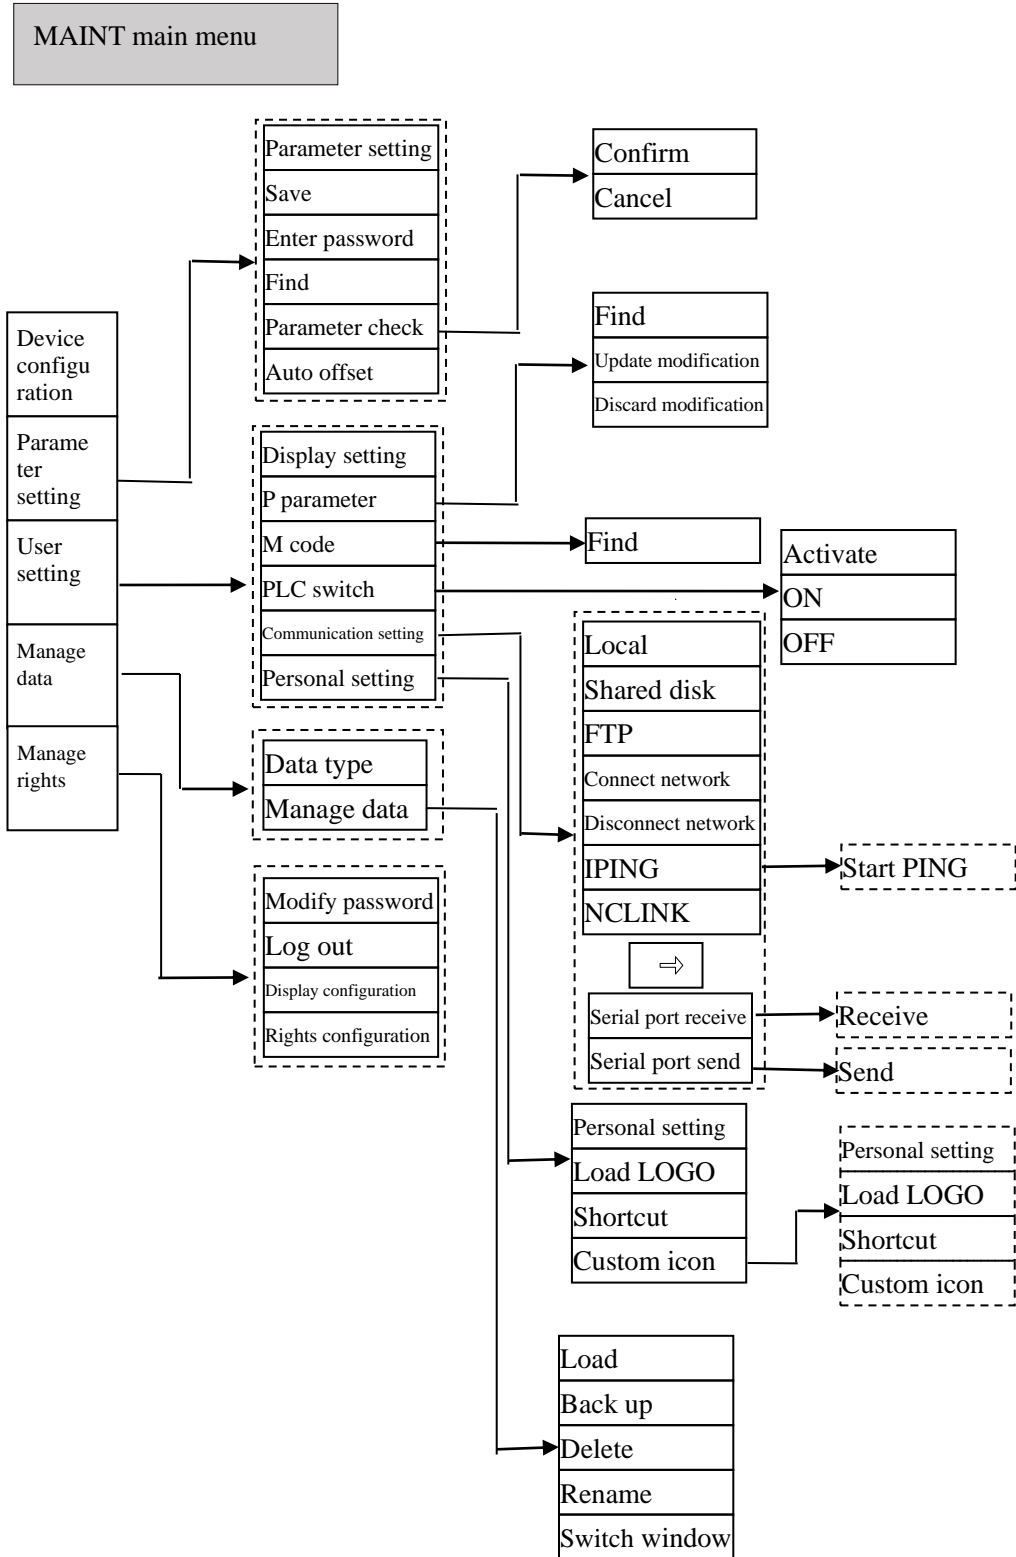 MAINT main menu
Device
configu
ration
Parame
ter
setting
User
setting
Manage
data
Manage
rights
Parameter setting
Save
Enter password
Find
Parameter check
Auto offset
Display setting
P parameter
M code
PLC switch
Communication setting
Personal setting
Data type
Manage data
Modify password
Log out
Display configuration
Rights configuration
Confirm
Cancel
Find
Update modification
Discard modification
Find
Activate
ON
OFF
Local
Shared disk
FTP
Connect network
Disconnect network
IPING
NCLINK
Serial port receive
Serial port send
Start PING
Receive
Send
Personal setting
Load LOGO
Shortcut
Custom icon
Personal setting
Load LOGO
Shortcut
Custom icon
Load
Back up
Delete
Rename
Switch window